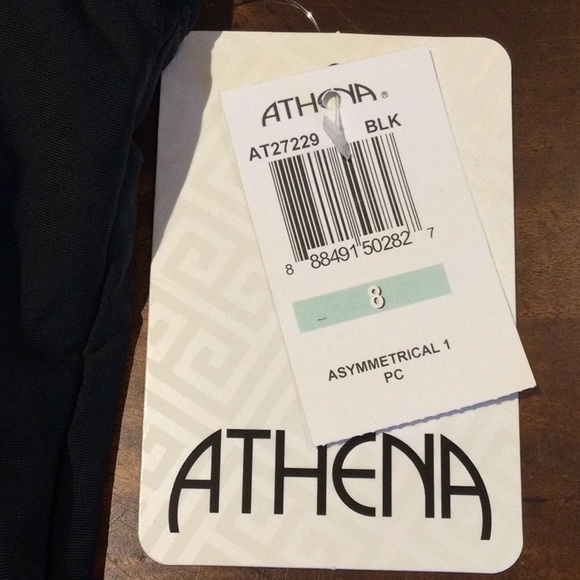 ATHENA®
AT27229 BLK
8 88491 50282 7
8
ASYMMETRICAL 1
PC
ATHENA